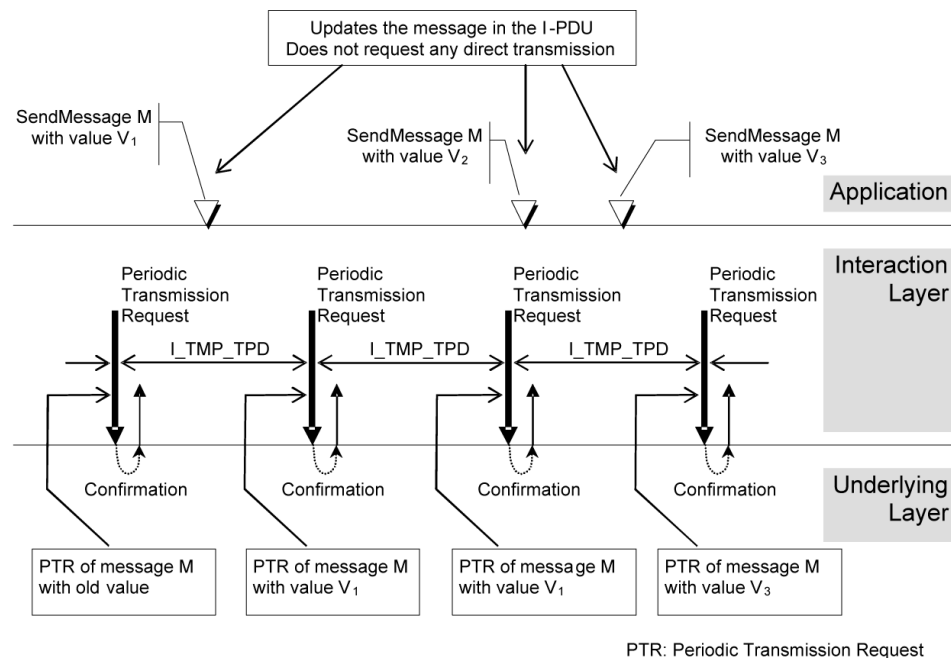 Updates the message in the I-PDU
Does not request any direct transmission
SendMessage M
with value V₁
SendMessage M
with value V₂
SendMessage M
with value V₃
Application
Interaction
Layer
Periodic
Transmission
Request
Periodic
Transmission
Request
Periodic
Transmission
Request
Periodic
Transmission
Request
I_TMP_TPD
I_TMP_TPD
I_TMP_TPD
Confirmation
Confirmation
Confirmation
Confirmation
Underlying
Layer
PTR of message M
with old value
PTR of message M
with value V₁
PTR of message M
with value V₁
PTR of message M
with value V₃
PTR: Periodic Transmission Request